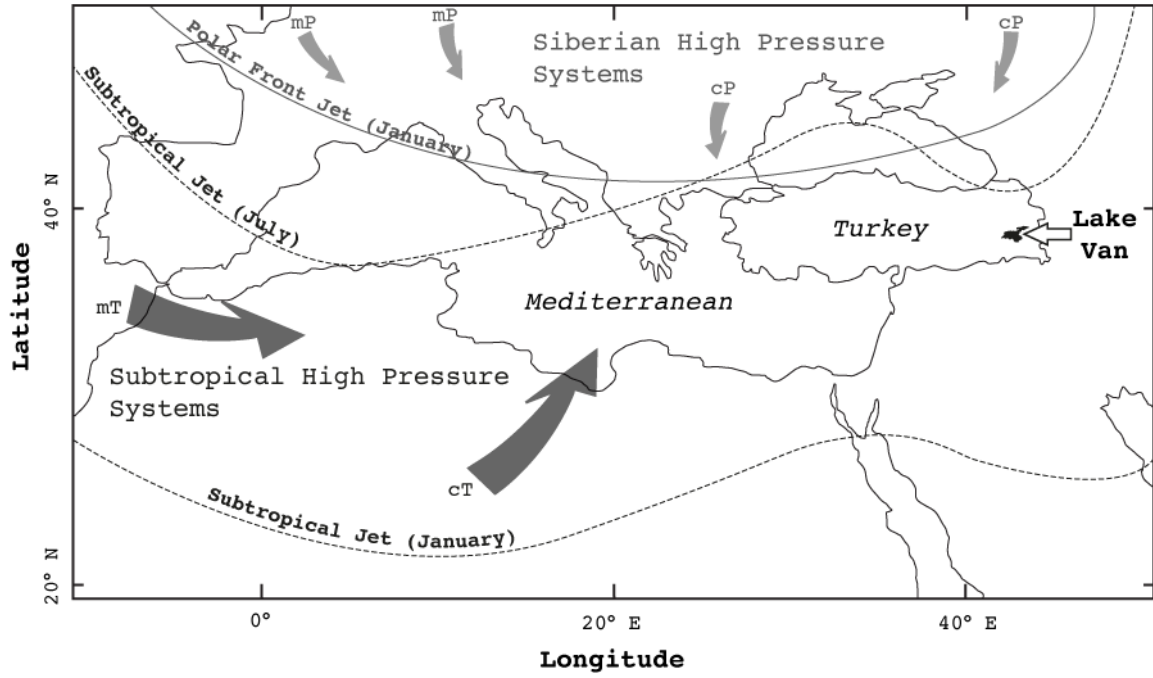 mP
mP
cP
Siberian High Pressure
Systems
Polar Front Jet (January)
Subtropical Jet (July)
cP
40° N
Turkey
Lake
Van
Mediterranean
mT
Latitude
Subtropical High Pressure
Systems
cT
Subtropical Jet (January)
20° N
0°
20° E
40° E
Longitude